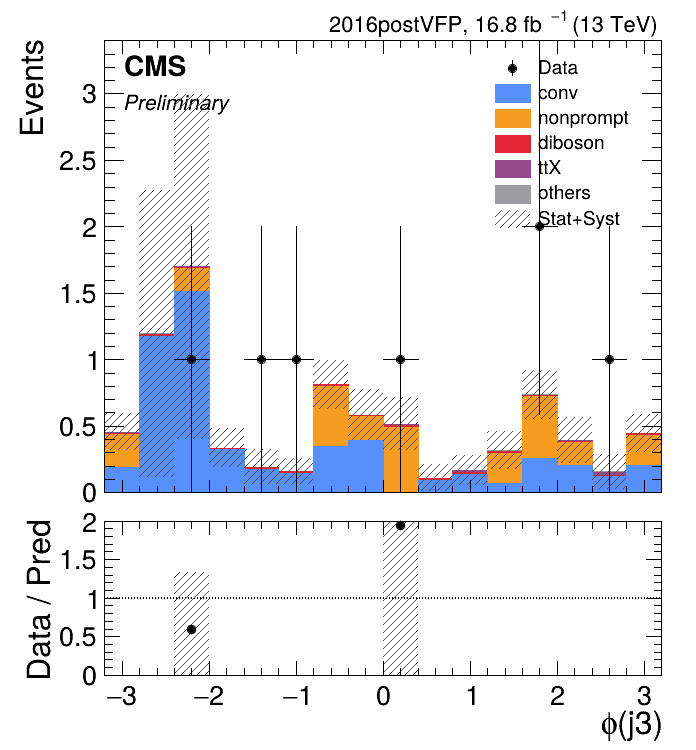 2016postVFP, 16.8 fb⁻¹ (13 TeV)
CMS
Preliminary
Events
Data
conv
nonprompt
diboson
ttX
others
Stat+Syst
3
2.5
2
1.5
1
0.5
0
Data / Pred
2
1.5
1
0.5
0
−3 −2 −1 0 1 2 3
ϕ(j3)